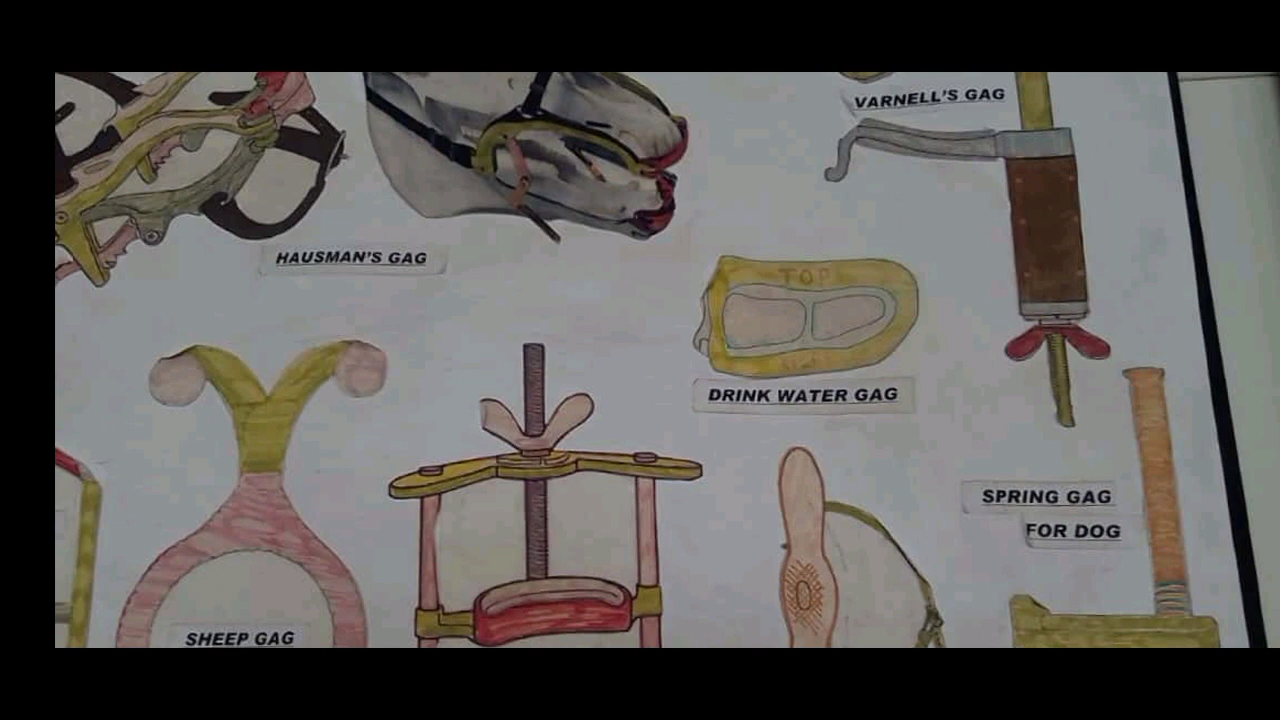 VARNELL'S GAG
HAUSMAN'S GAG
TOP
DRINK WATER GAG
SPRING GAG
FOR DOG
SHEEP GAG